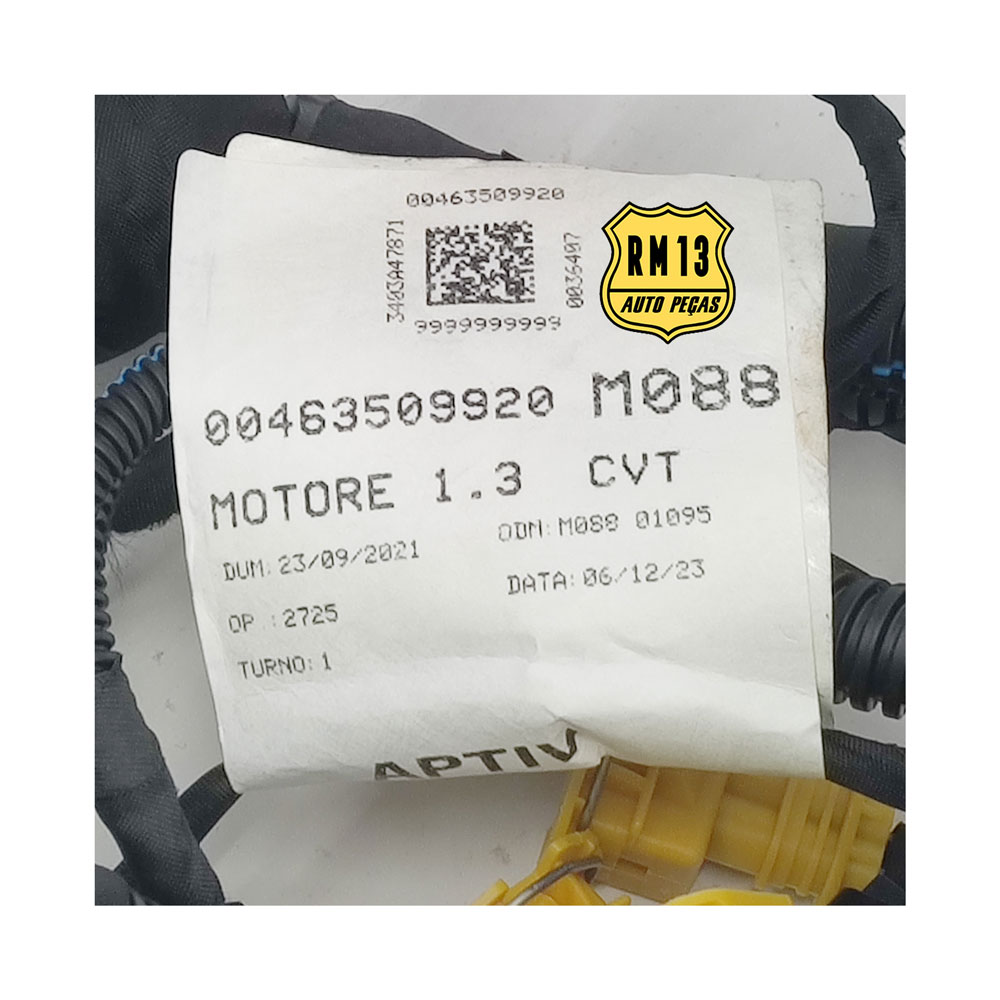 00463509920
3403A47871
0036407
9999999999
RM 13
AUTO PEÇAS
00463509920 M088
MOTORE 1.3 CVT
DUM: 23/09/2021
ODN: M088 01095
OP : 2725
DATA: 06/12/23
TURNO: 1
APTIV